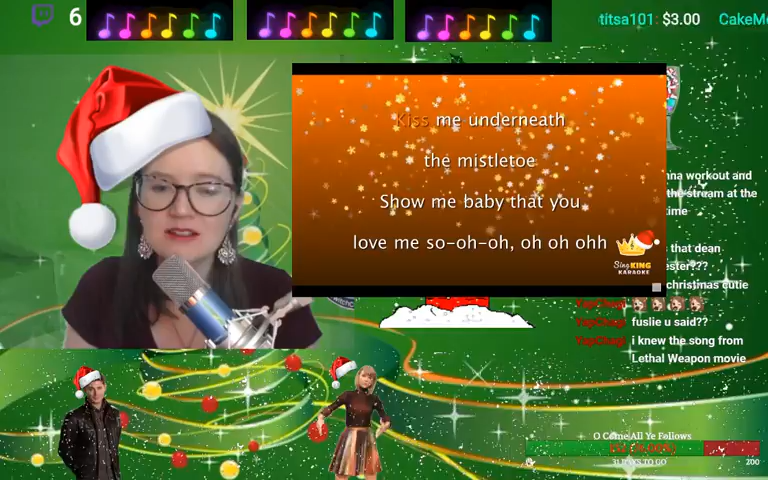 6
titsa101: $3.00 CakeM
Kiss me underneath
the mistletoe
Show me baby that you
love me so-oh-oh, oh oh ohh
Sing KING
KARAOKE
nna workout and
the stream at the
time
that dean
ester???
christmas cutie
fuslie u said??
i knew the song from
Lethal Weapon movie
O Come All Ye Follows
200